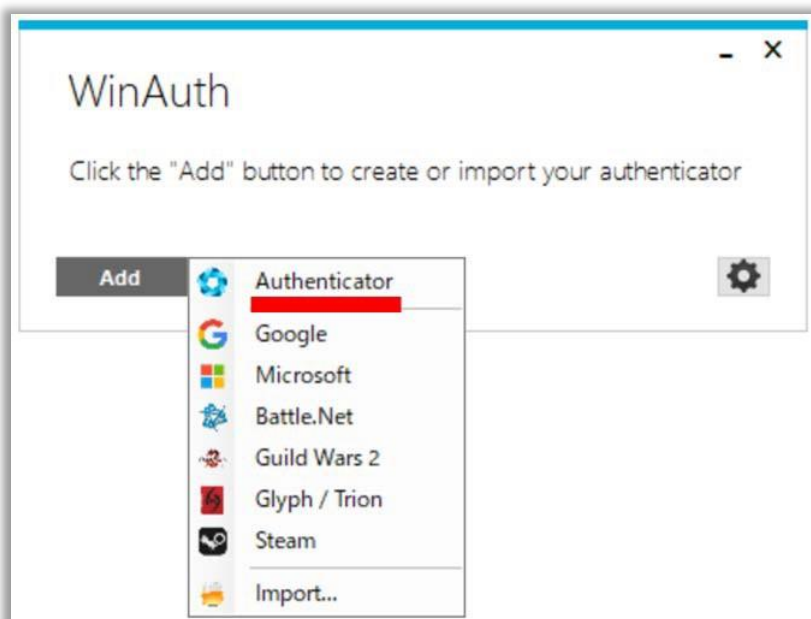 WinAuth
Click the "Add" button to create or import your authenticator
Add
Authenticator
Google
Microsoft
Battle.Net
Guild Wars 2
Glyph / Trion
Steam
Import...